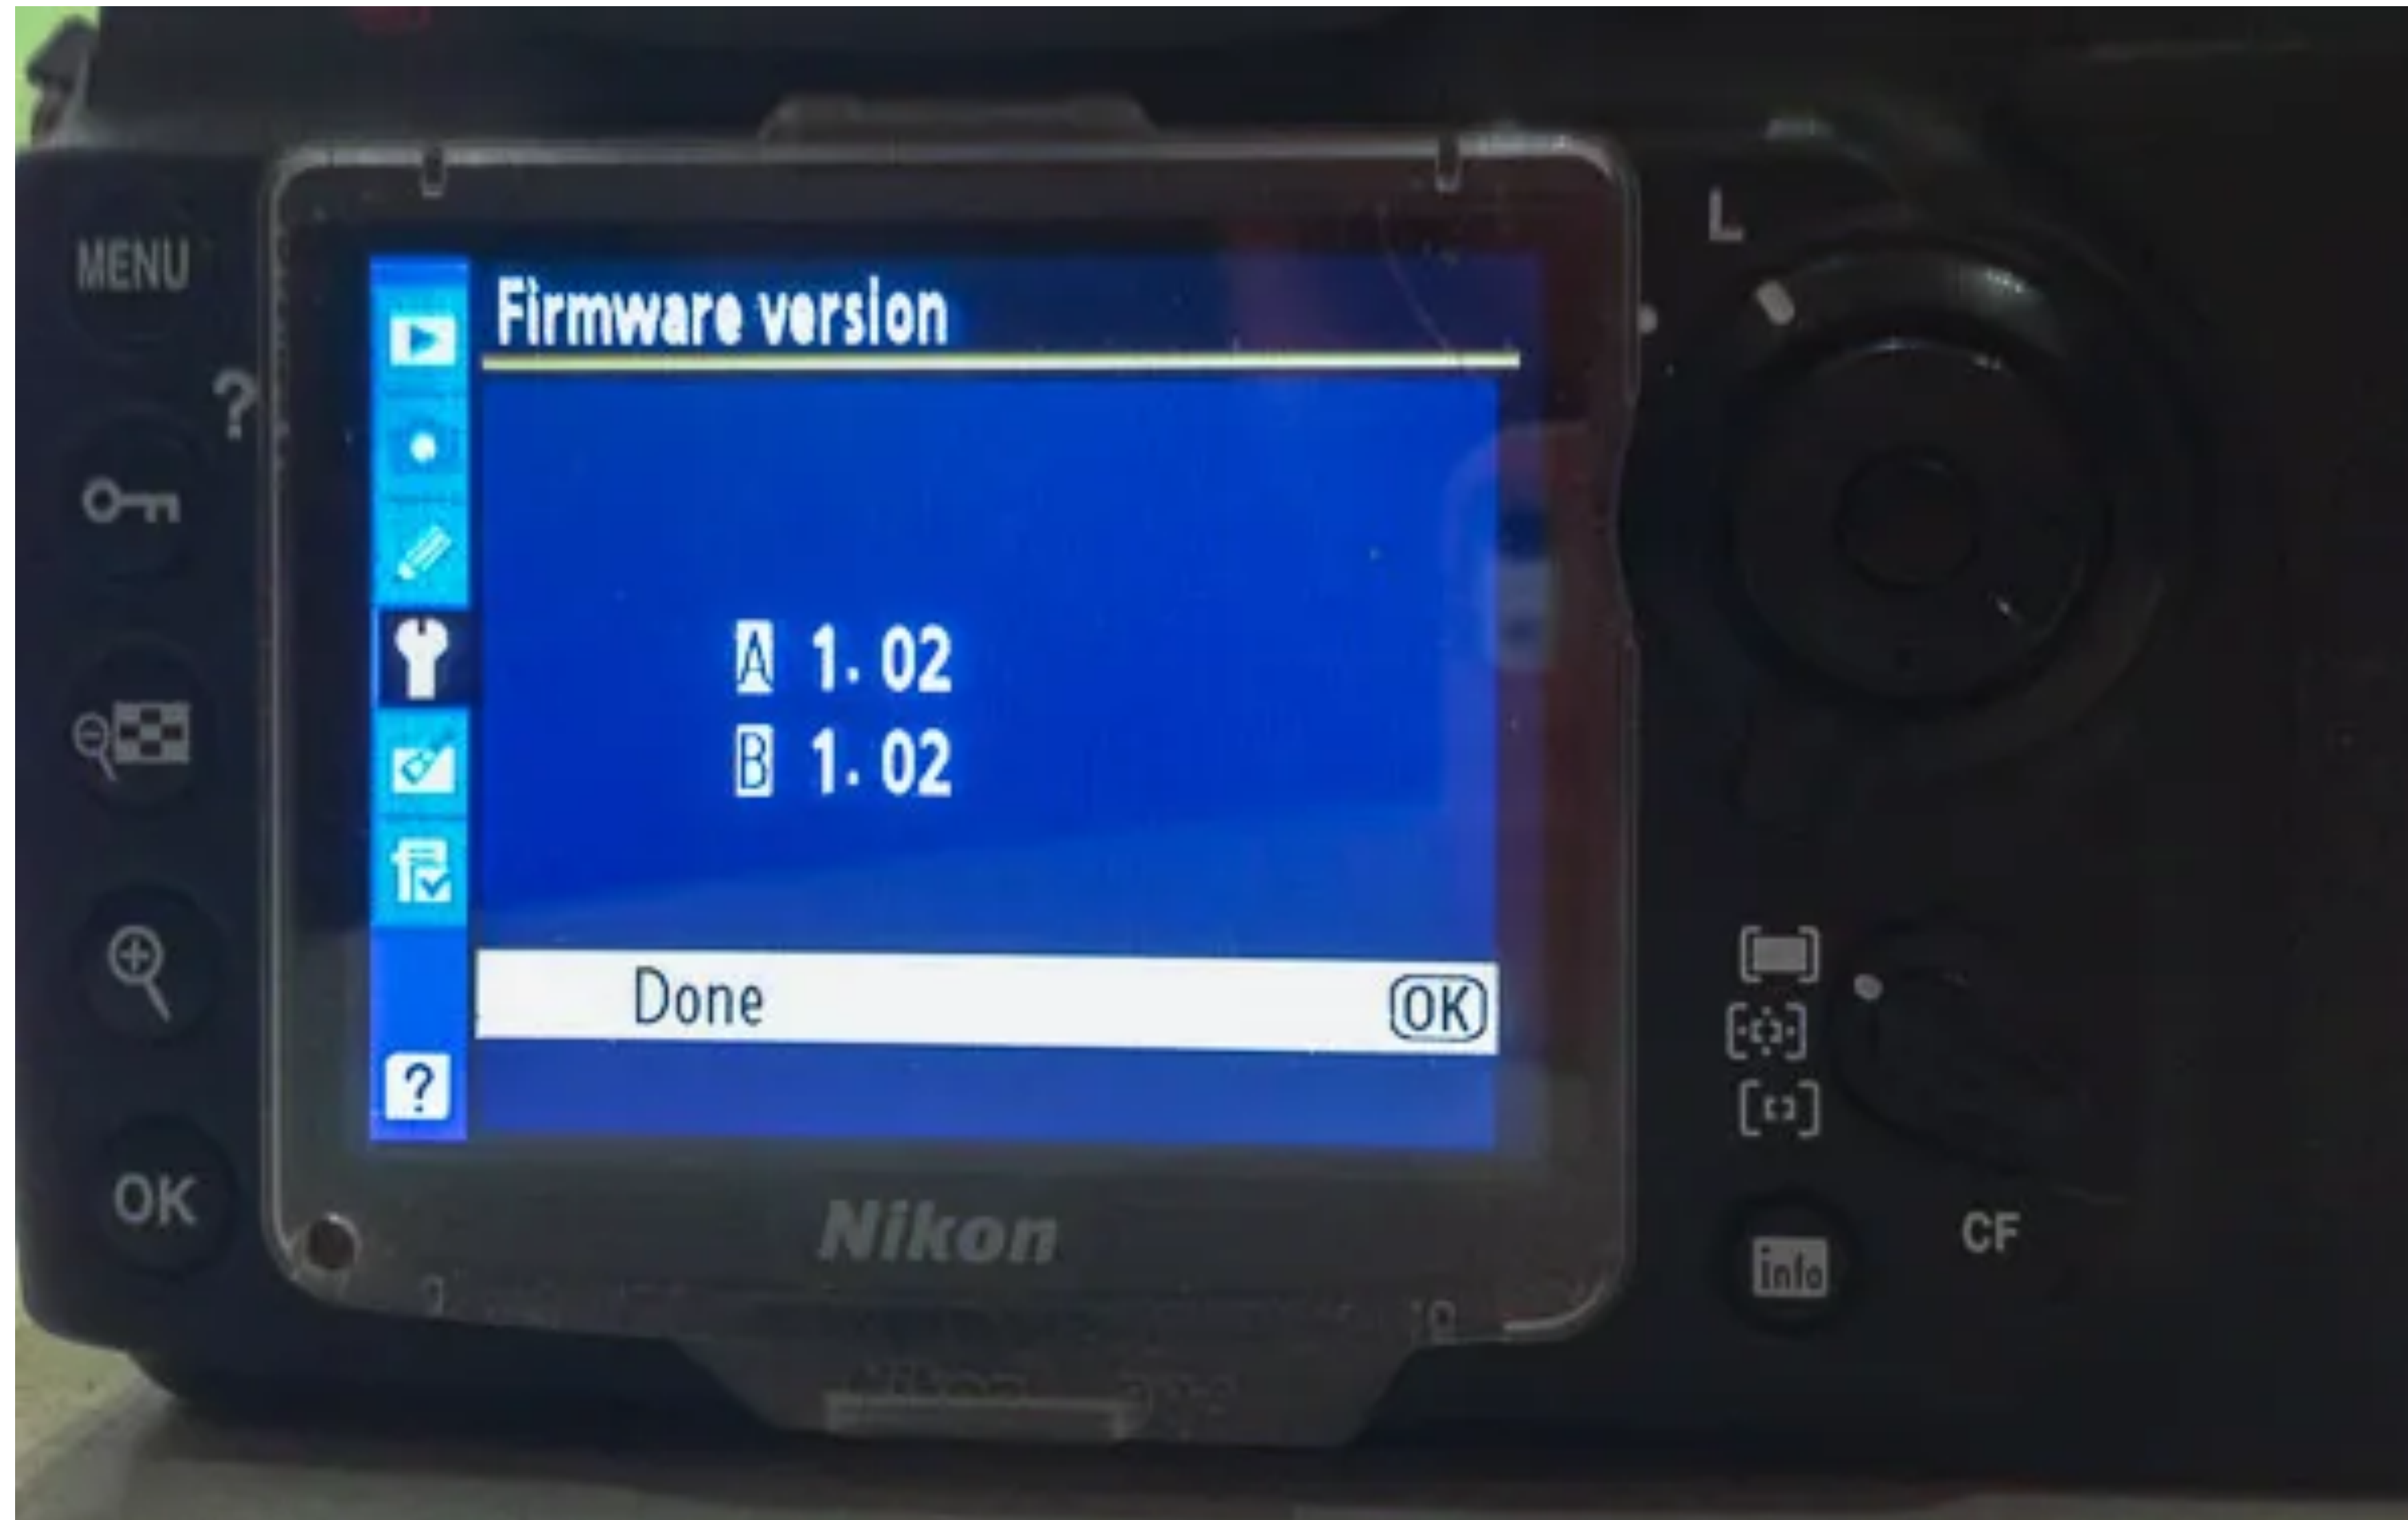 MENU
L
?
Firmware version
A 1.02
B 1.02
Done OK
?
OK
Nikon
info
CF